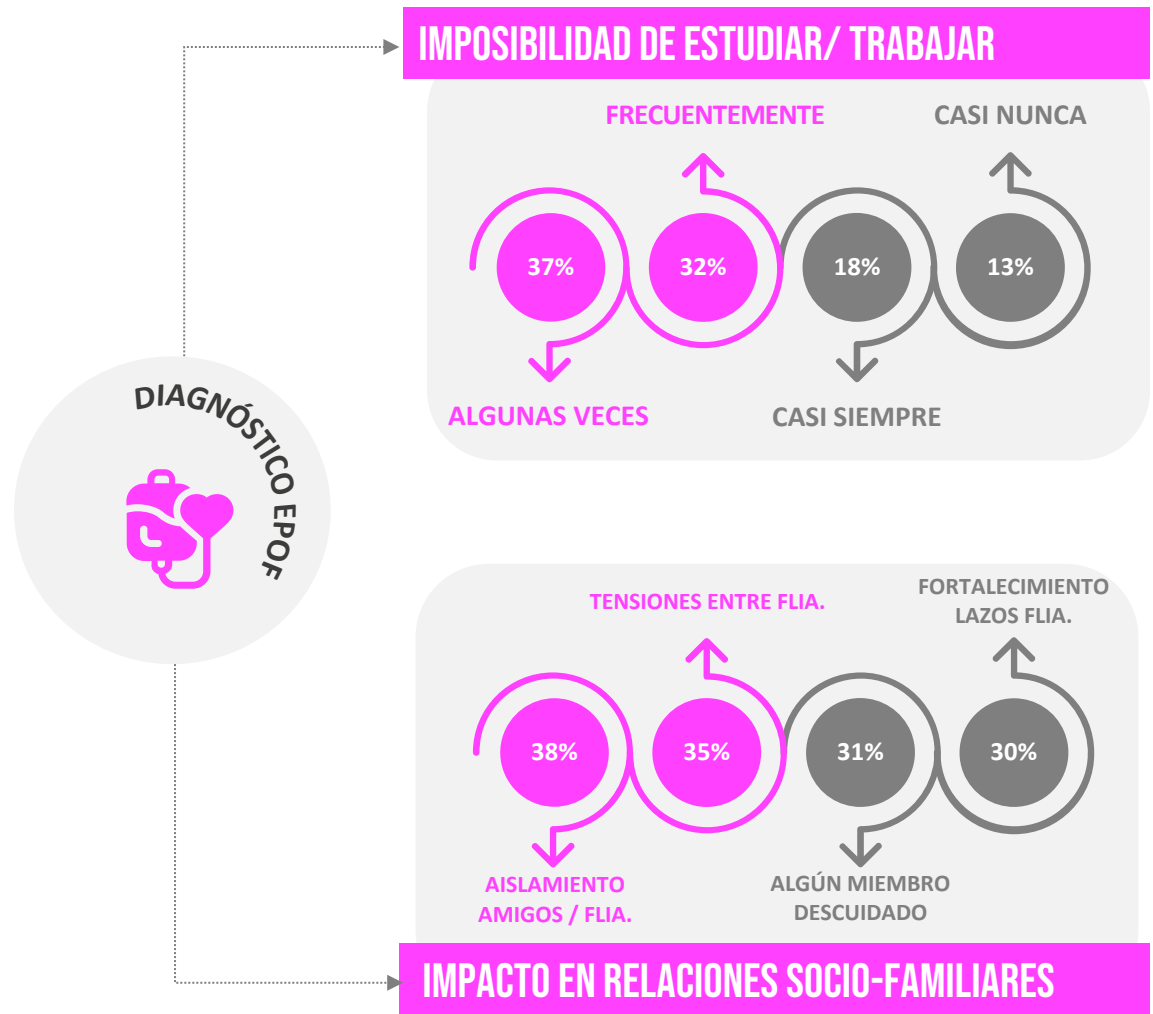 IMPOSIBILIDAD DE ESTUDIAR/ TRABAJAR
FRECUENTEMENTE
CASI NUNCA
37%
32%
18%
13%
ALGUNAS VECES
CASI SIEMPRE
DIAGNÓSTICO EPOF
TENSIONES ENTRE FLIA.
FORTALECIMIENTO
LAZOS FLIA.
38%
35%
31%
30%
AISLAMIENTO
AMIGOS / FLIA.
ALGÚN MIEMBRO
DESCUIDADO
IMPACTO EN RELACIONES SOCIO-FAMILIARES